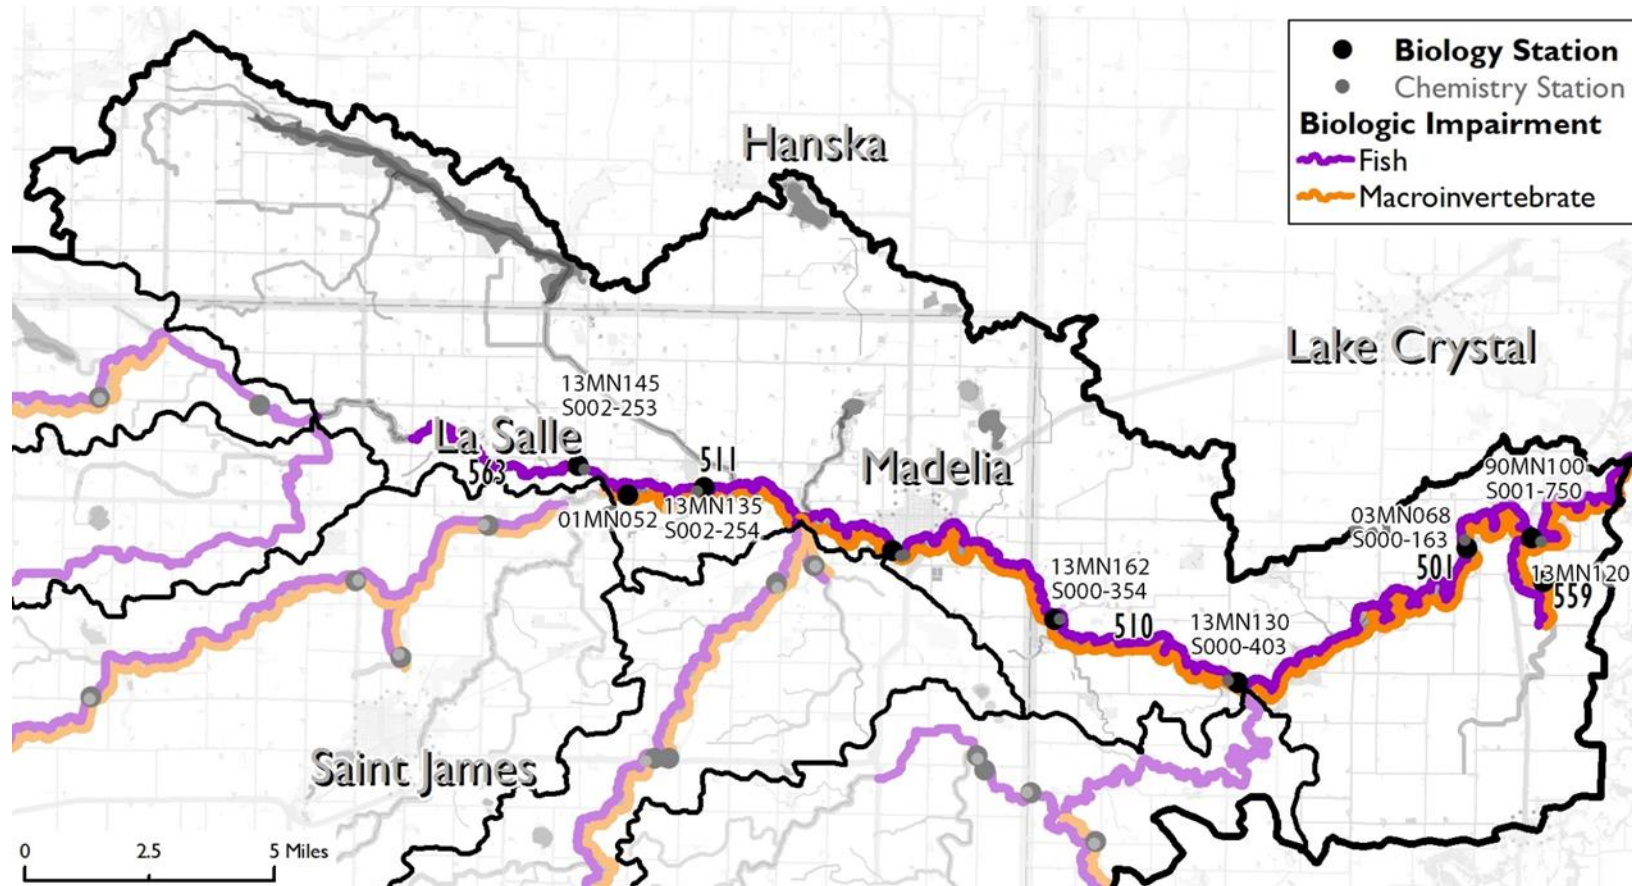 Biology Station
Chemistry Station
Biologic Impairment
Fish
Macroinvertebrate
Hanska
Lake Crystal
13MN145
S002-253
La Salle
563
511
Madelia
01MN052
13MN135
S002-254
90MN100
S001-750
03MN068
S000-163
501
13MN120
559
13MN162
S000-354
510
13MN130
S000-403
Saint James
0 2.5 5 Miles